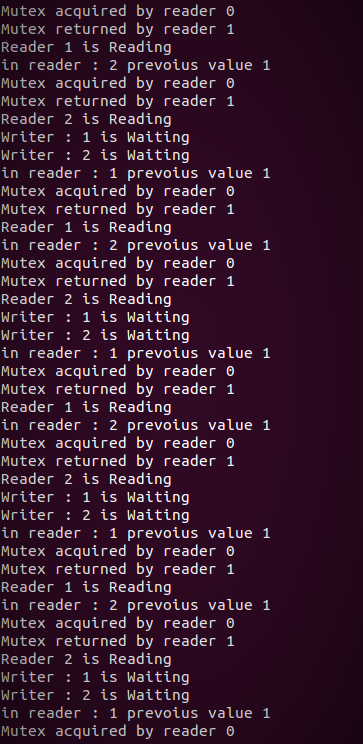 Mutex acquired by reader 0
Mutex returned by reader 1
Reader 1 is Reading
in reader : 2 prevoius value 1
Mutex acquired by reader 0
Mutex returned by reader 1
Reader 2 is Reading
Writer : 1 is Waiting
Writer : 2 is Waiting
in reader : 1 prevoius value 1
Mutex acquired by reader 0
Mutex returned by reader 1
Reader 1 is Reading
in reader : 2 prevoius value 1
Mutex acquired by reader 0
Mutex returned by reader 1
Reader 2 is Reading
Writer : 1 is Waiting
Writer : 2 is Waiting
in reader : 1 prevoius value 1
Mutex acquired by reader 0
Mutex returned by reader 1
Reader 1 is Reading
in reader : 2 prevoius value 1
Mutex acquired by reader 0
Mutex returned by reader 1
Reader 2 is Reading
Writer : 1 is Waiting
Writer : 2 is Waiting
in reader : 1 prevoius value 1
Mutex acquired by reader 0
Mutex returned by reader 1
Reader 1 is Reading
in reader : 2 prevoius value 1
Mutex acquired by reader 0
Mutex returned by reader 1
Reader 2 is Reading
Writer : 1 is Waiting
Writer : 2 is Waiting
in reader : 1 prevoius value 1
Mutex acquired by reader 0